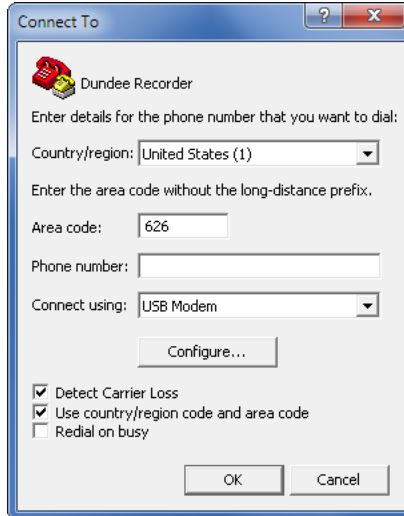 Connect To
Dundee Recorder
Enter details for the phone number that you want to dial:
Country/region: United States (1)
Enter the area code without the long-distance prefix.
Area code: 626
Phone number:
Connect using: USB Modem
Configure...
Detect Carrier Loss
Use country/region code and area code
Redial on busy
OK Cancel